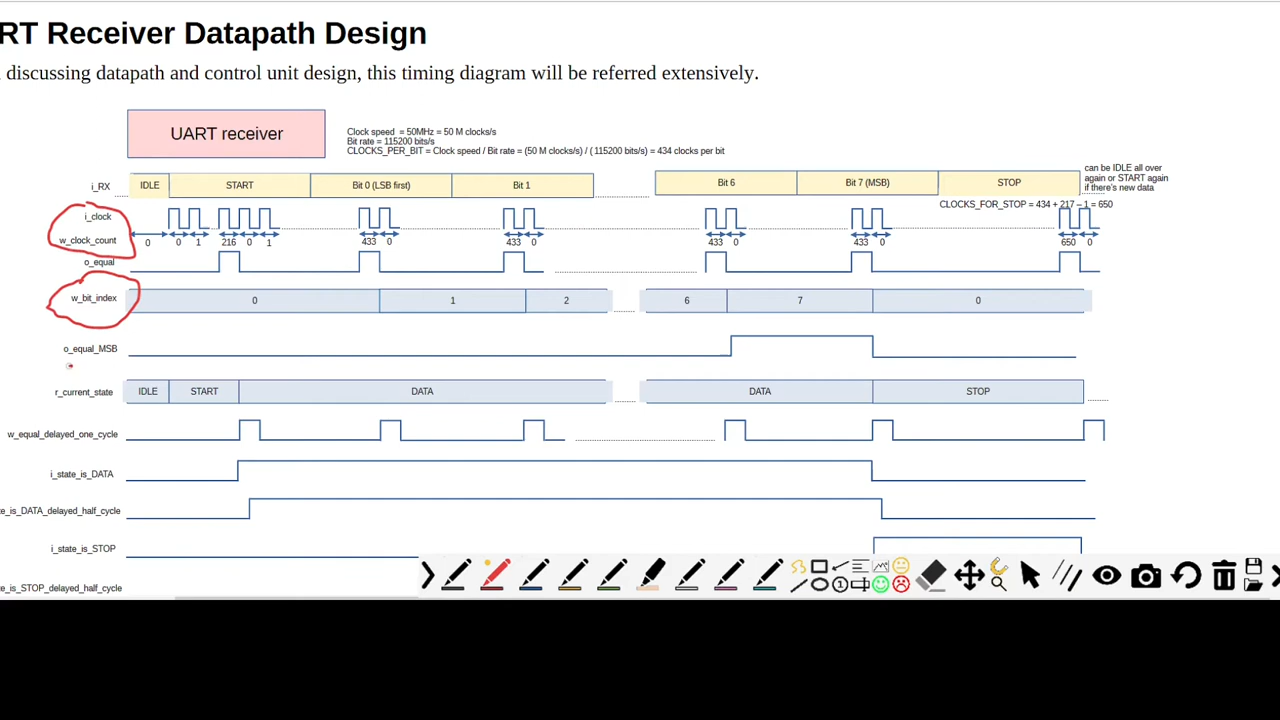 RT Receiver Datapath Design
discussing datapath and control unit design, this timing diagram will be referred extensively.
UART receiver
Clock speed = 50MHz = 50 M clocks/s
Bit rate = 115200 bits/s
CLOCKS_PER_BIT = Clock speed / Bit rate = (50 M clocks/s) / ( 115200 bits/s) = 434 clocks per bit
can be IDLE all over
again or START again
if there's new data
i_RX IDLE START Bit 0 (LSB first) Bit 1 Bit 6 Bit 7 (MSB) STOP
CLOCKS_FOR_STOP = 434 + 217 – 1 = 650
i_clock
w_clock_count 0 0 1 216 0 1 433 0 433 0 433 0 433 0 650 0
o_equal
w_bit_index 0 1 2 6 7 0
o_equal_MSB
r_current_state IDLE START DATA DATA STOP
w_equal_delayed_one_cycle
i_state_is_DATA
te_is_DATA_delayed_half_cycle
i_state_is_STOP
te_is_STOP_delayed_half_cycle